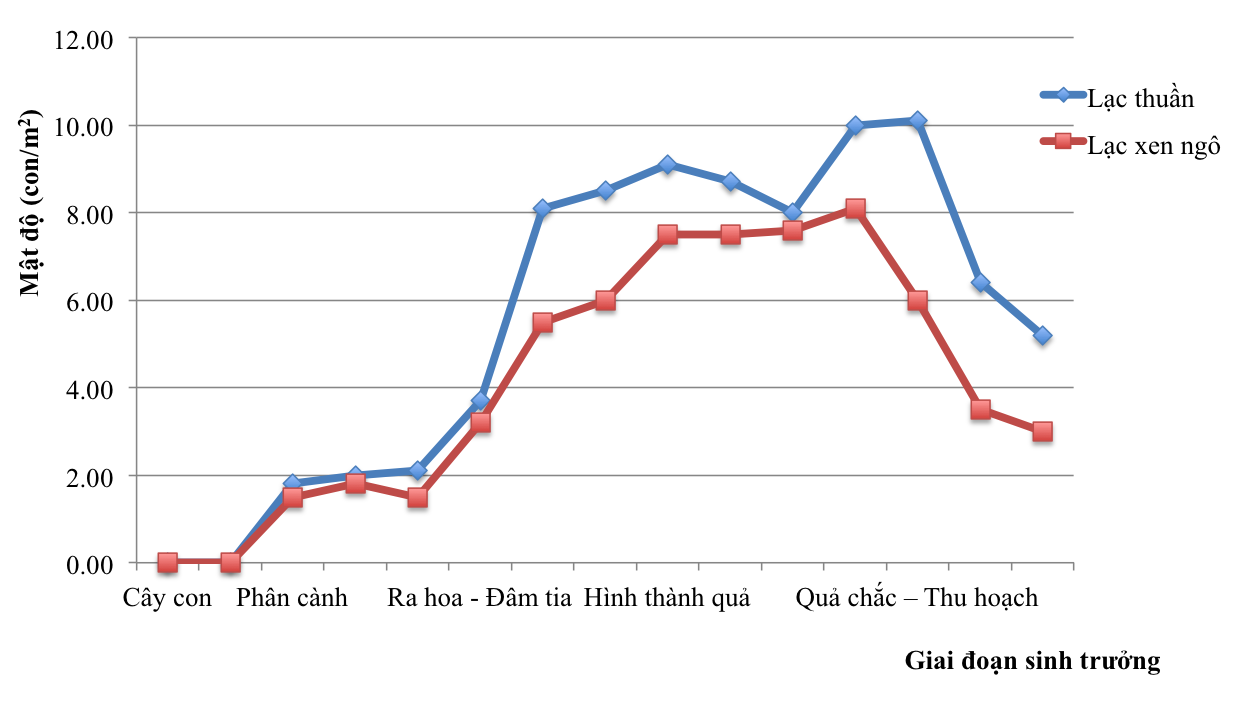 12.00
10.00
8.00
6.00
4.00
2.00
0.00
Mật độ (con/m²)
Lạc thuần
Lạc xen ngô
Cây con Phân cành Ra hoa - Đâm tia Hình thành quả Quả chắc – Thu hoạch
Giai đoạn sinh trưởng